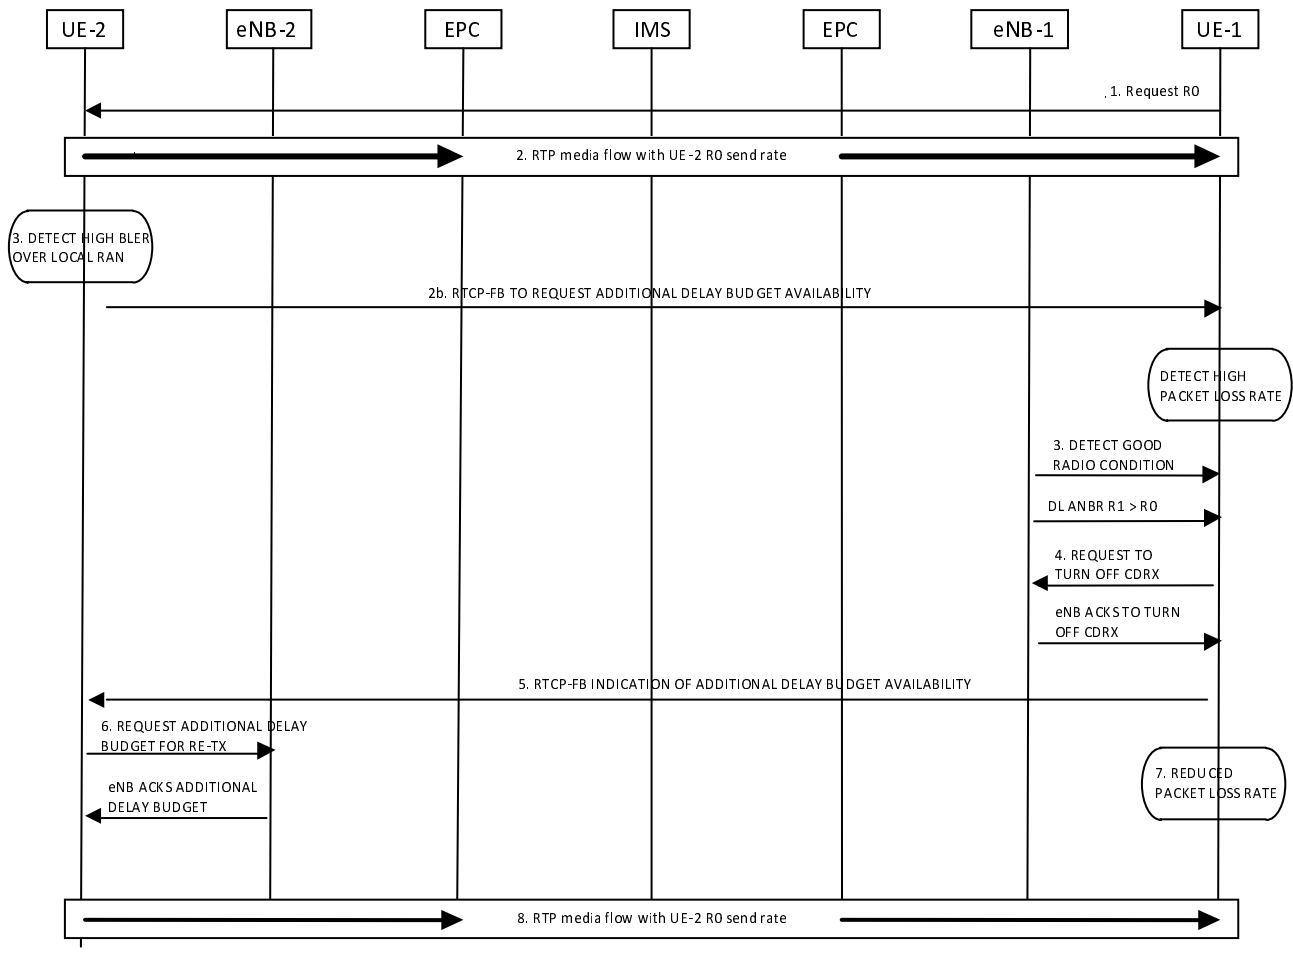 UE-2
eNB-2
EPC
IMS
EPC
eNB-1
UE-1
1. Request R0
2. RTP media flow with UE-2 R0 send rate
3. DETECT HIGH BLER
OVER LOCAL RAN
2b. RTCP-FB TO REQUEST ADDITIONAL DELAY BUDGET AVAILABILITY
DETECT HIGH
PACKET LOSS RATE
3. DETECT GOOD
RADIO CONDITION
DL ANBR R1 > R0
4. REQUEST TO
TURN OFF CDRX
eNB ACKS TO TURN
OFF CDRX
5. RTCP-FB INDICATION OF ADDITIONAL DELAY BUDGET AVAILABILITY
6. REQUEST ADDITIONAL DELAY
BUDGET FOR RE-TX
eNB ACKS ADDITIONAL
DELAY BUDGET
7. REDUCED
PACKET LOSS RATE
8. RTP media flow with UE-2 R0 send rate